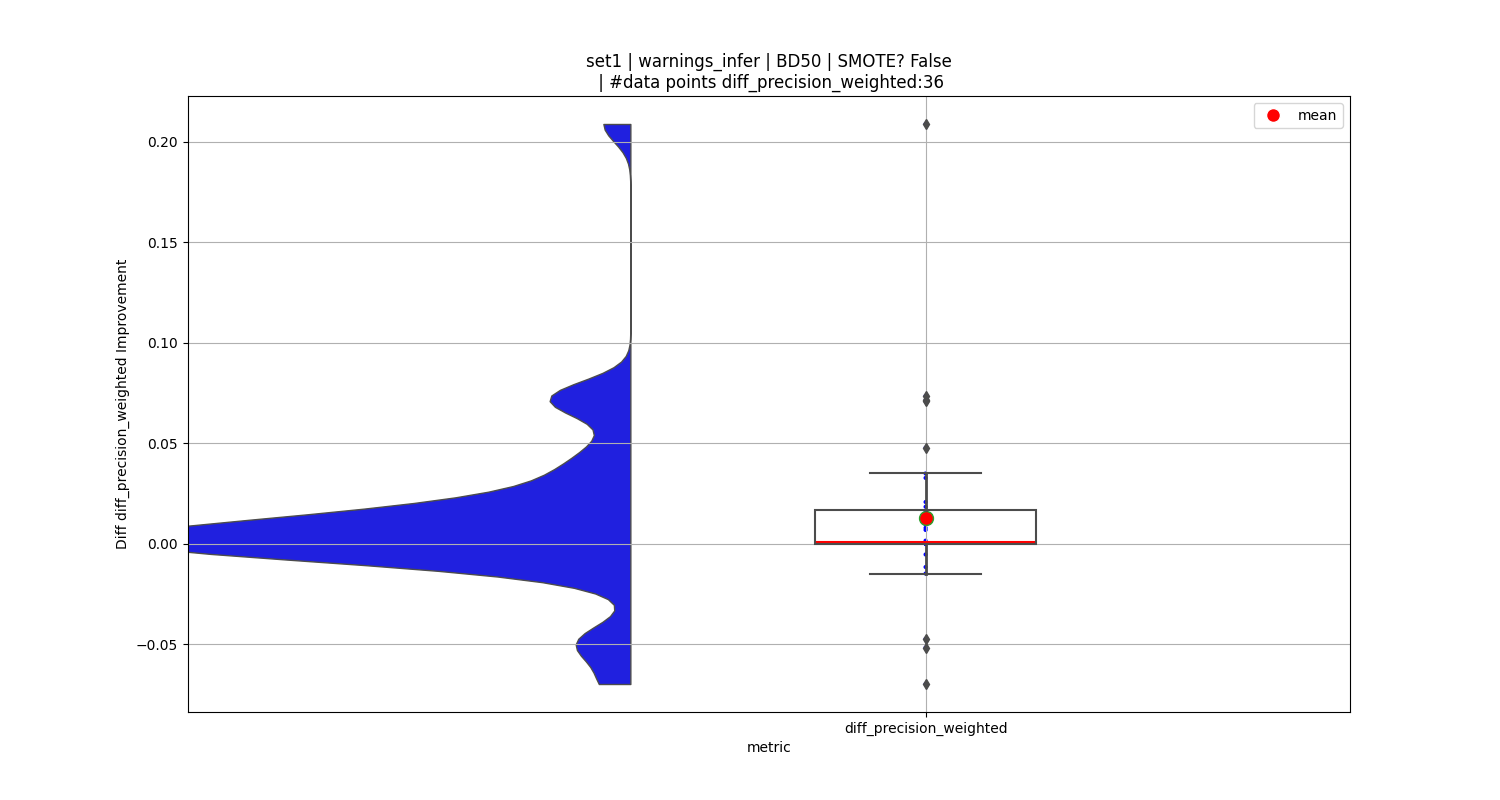 set1 | warnings_infer | BD50 | SMOTE? False
| #data points diff_precision_weighted:36
mean
0.20
0.15
0.10
0.05
0.00
−0.05
Diff diff_precision_weighted Improvement
diff_precision_weighted
metric